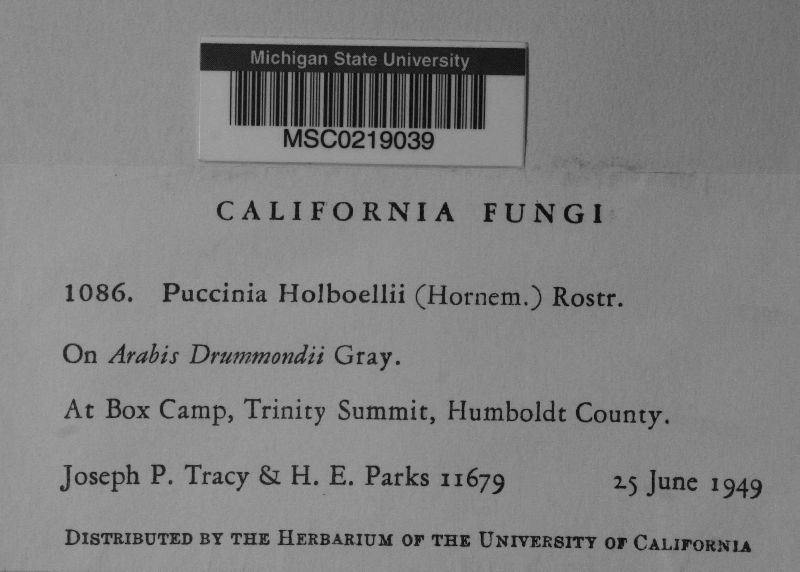 Michigan State University
MSC0219039
CALIFORNIA FUNGI
1086. Puccinia Holboellii (Hornem.) Rostr.
On Arabis Drummondii Gray.
At Box Camp, Trinity Summit, Humboldt County.
Joseph P. Tracy & H. E. Parks 11679 25 June 1949
DISTRIBUTED BY THE HERBARIUM OF THE UNIVERSITY OF CALIFORNIA